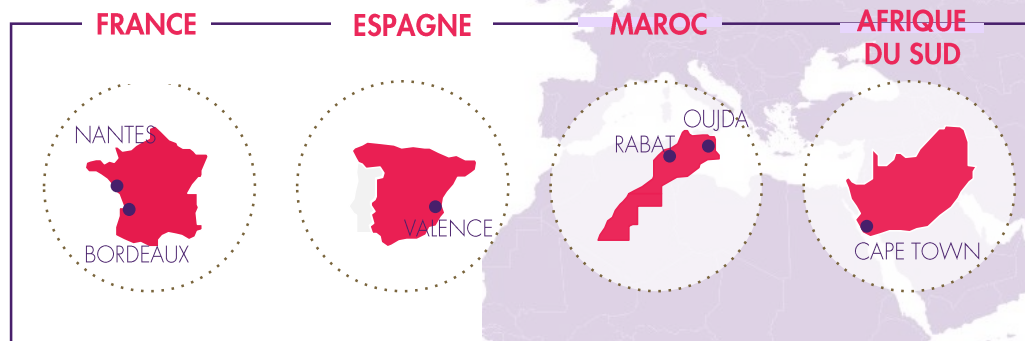 FRANCE
ESPAGNE
MAROC
AFRIQUE
DU SUD
NANTES
BORDEAUX
VALENCE
OUJDA
RABAT
CAPE TOWN